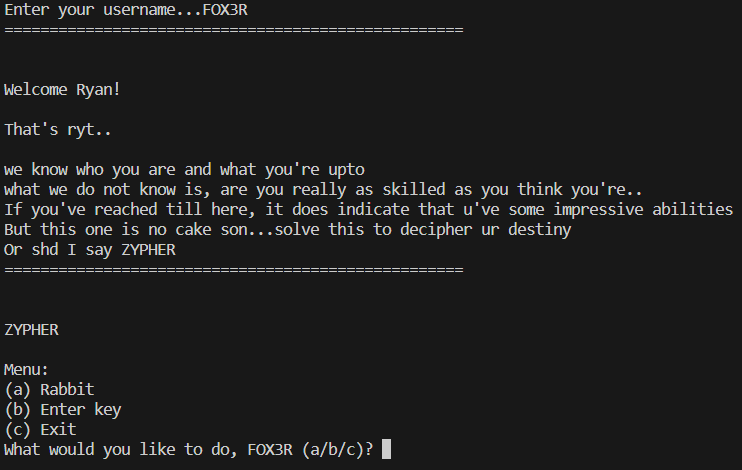 Enter your username...FOX3R
===================================================
Welcome Ryan!
That's ryt..
we know who you are and what you're upto
what we do not know is, are you really as skilled as you think you're..
If you've reached till here, it does indicate that u've some impressive abilities
But this one is no cake son...solve this to decipher ur destiny
Or shd I say ZYPHER
===================================================
ZYPHER
Menu:
(a) Rabbit
(b) Enter key
(c) Exit
What would you like to do, FOX3R (a/b/c)?